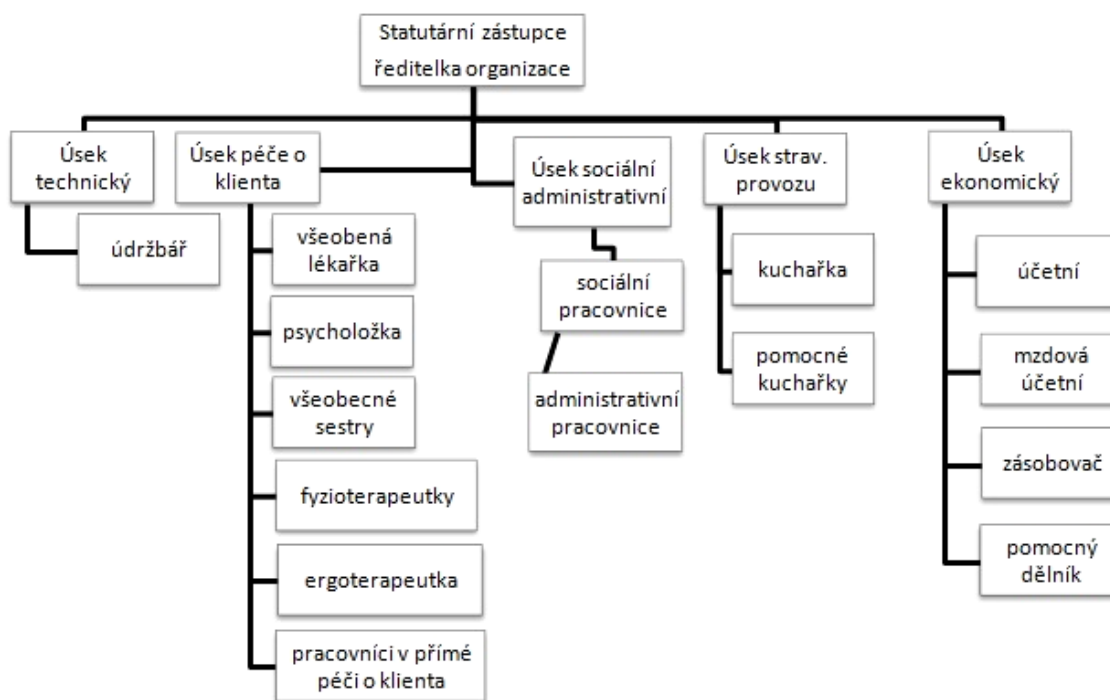 Statutární zástupce
ředitelka organizace
Úsek
technický
údržbář
Úsek péče o
klienta
všeobená
lékařka
psycholožka
všeobecné
sestry
fyzioterapeutky
ergoterapeutka
pracovníci v přímé
péči o klienta
Úsek sociální
administrativní
sociální
pracovnice
administrativní
pracovnice
Úsek strav.
provozu
kuchařka
pomocné
kuchařky
Úsek
ekonomický
účetní
mzdová
účetní
zásobovač
pomocný
dělník